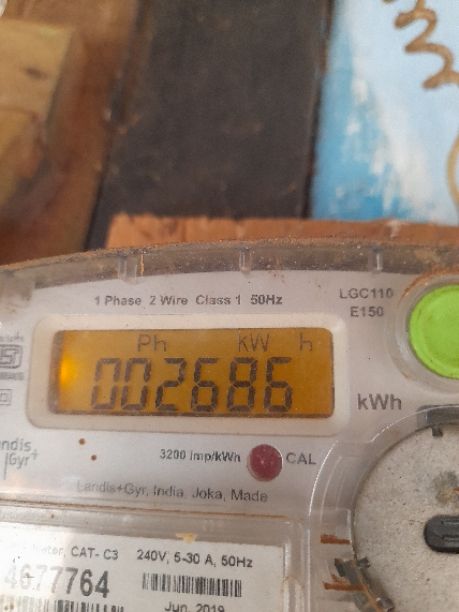 1 Phase 2 Wire Class 1 50Hz
LGC110
E150
Ph kW h
002686
kWh
3200 imp/kWh CAL
Landis+Gyr, India, Joka, Made
CAT-C3 240V, 5-30 A, 50Hz
4677764
Jun, 2019